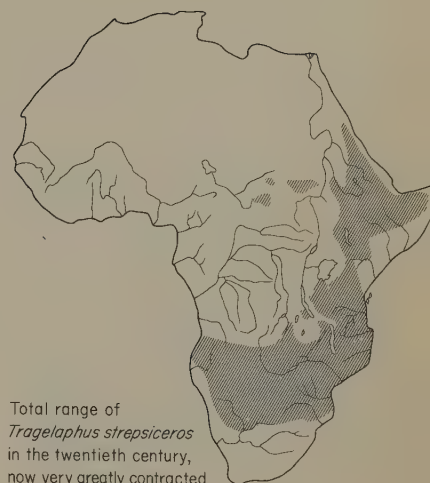 Total range of
Tragelaphus strepsiceros
in the twentieth century,
now very greatly contracted